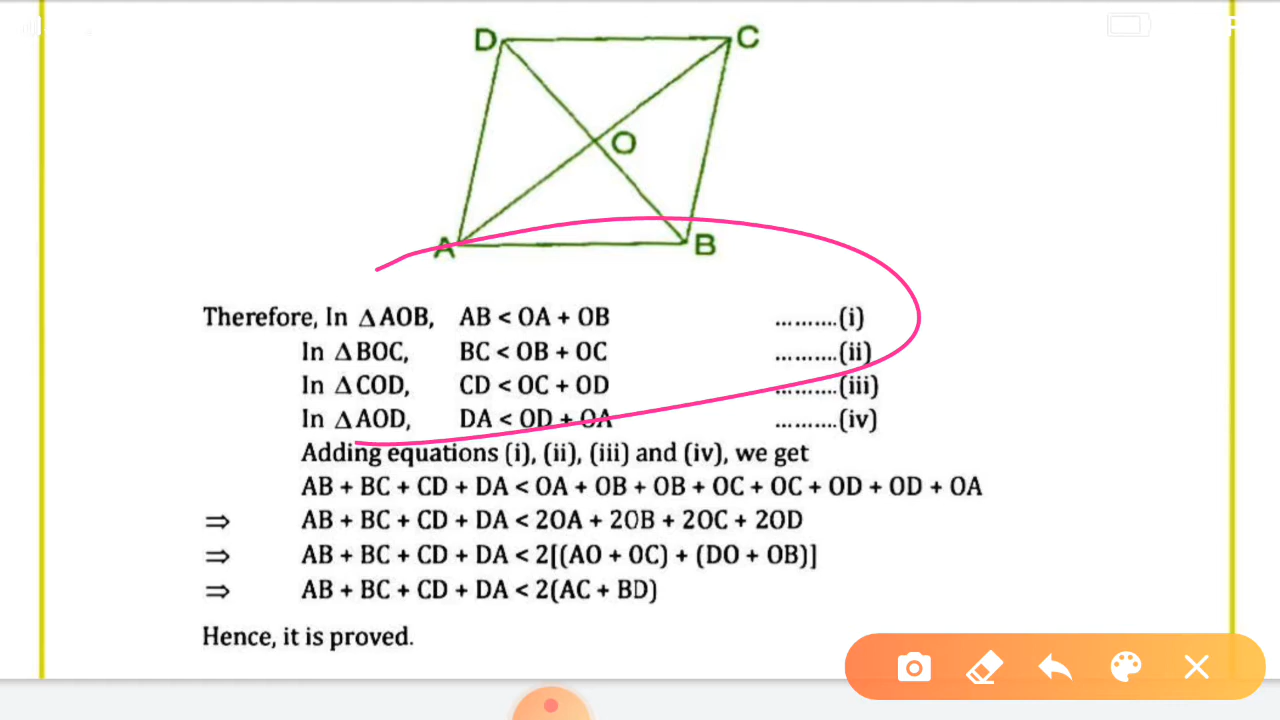 D C
O
A B
Therefore, In ΔAOB, AB < OA + OB ..........(i)
In ΔBOC, BC < OB + OC ..........(ii)
In ΔCOD, CD < OC + OD ..........(iii)
In ΔAOD, DA < OD + OA ..........(iv)
Adding equations (i), (ii), (iii) and (iv), we get
AB + BC + CD + DA < OA + OB + OB + OC + OC + OD + OD + OA
⇒ AB + BC + CD + DA < 2OA + 2OB + 2OC + 2OD
⇒ AB + BC + CD + DA < 2[(AO + OC) + (DO + OB)]
⇒ AB + BC + CD + DA < 2(AC + BD)
Hence, it is proved.